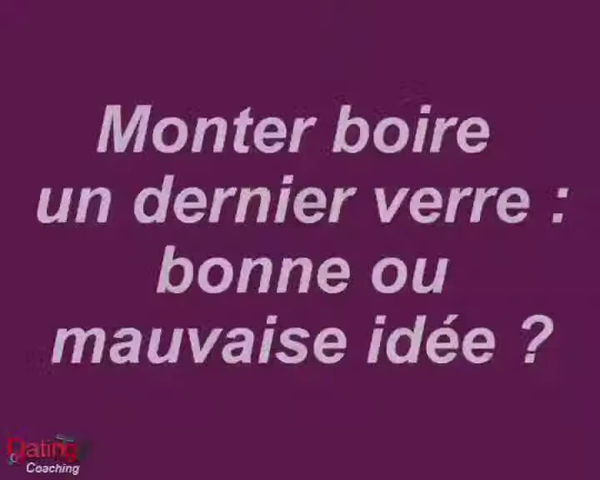 Monter boire
un dernier verre :
bonne ou
mauvaise idée ?
Dating
Coaching